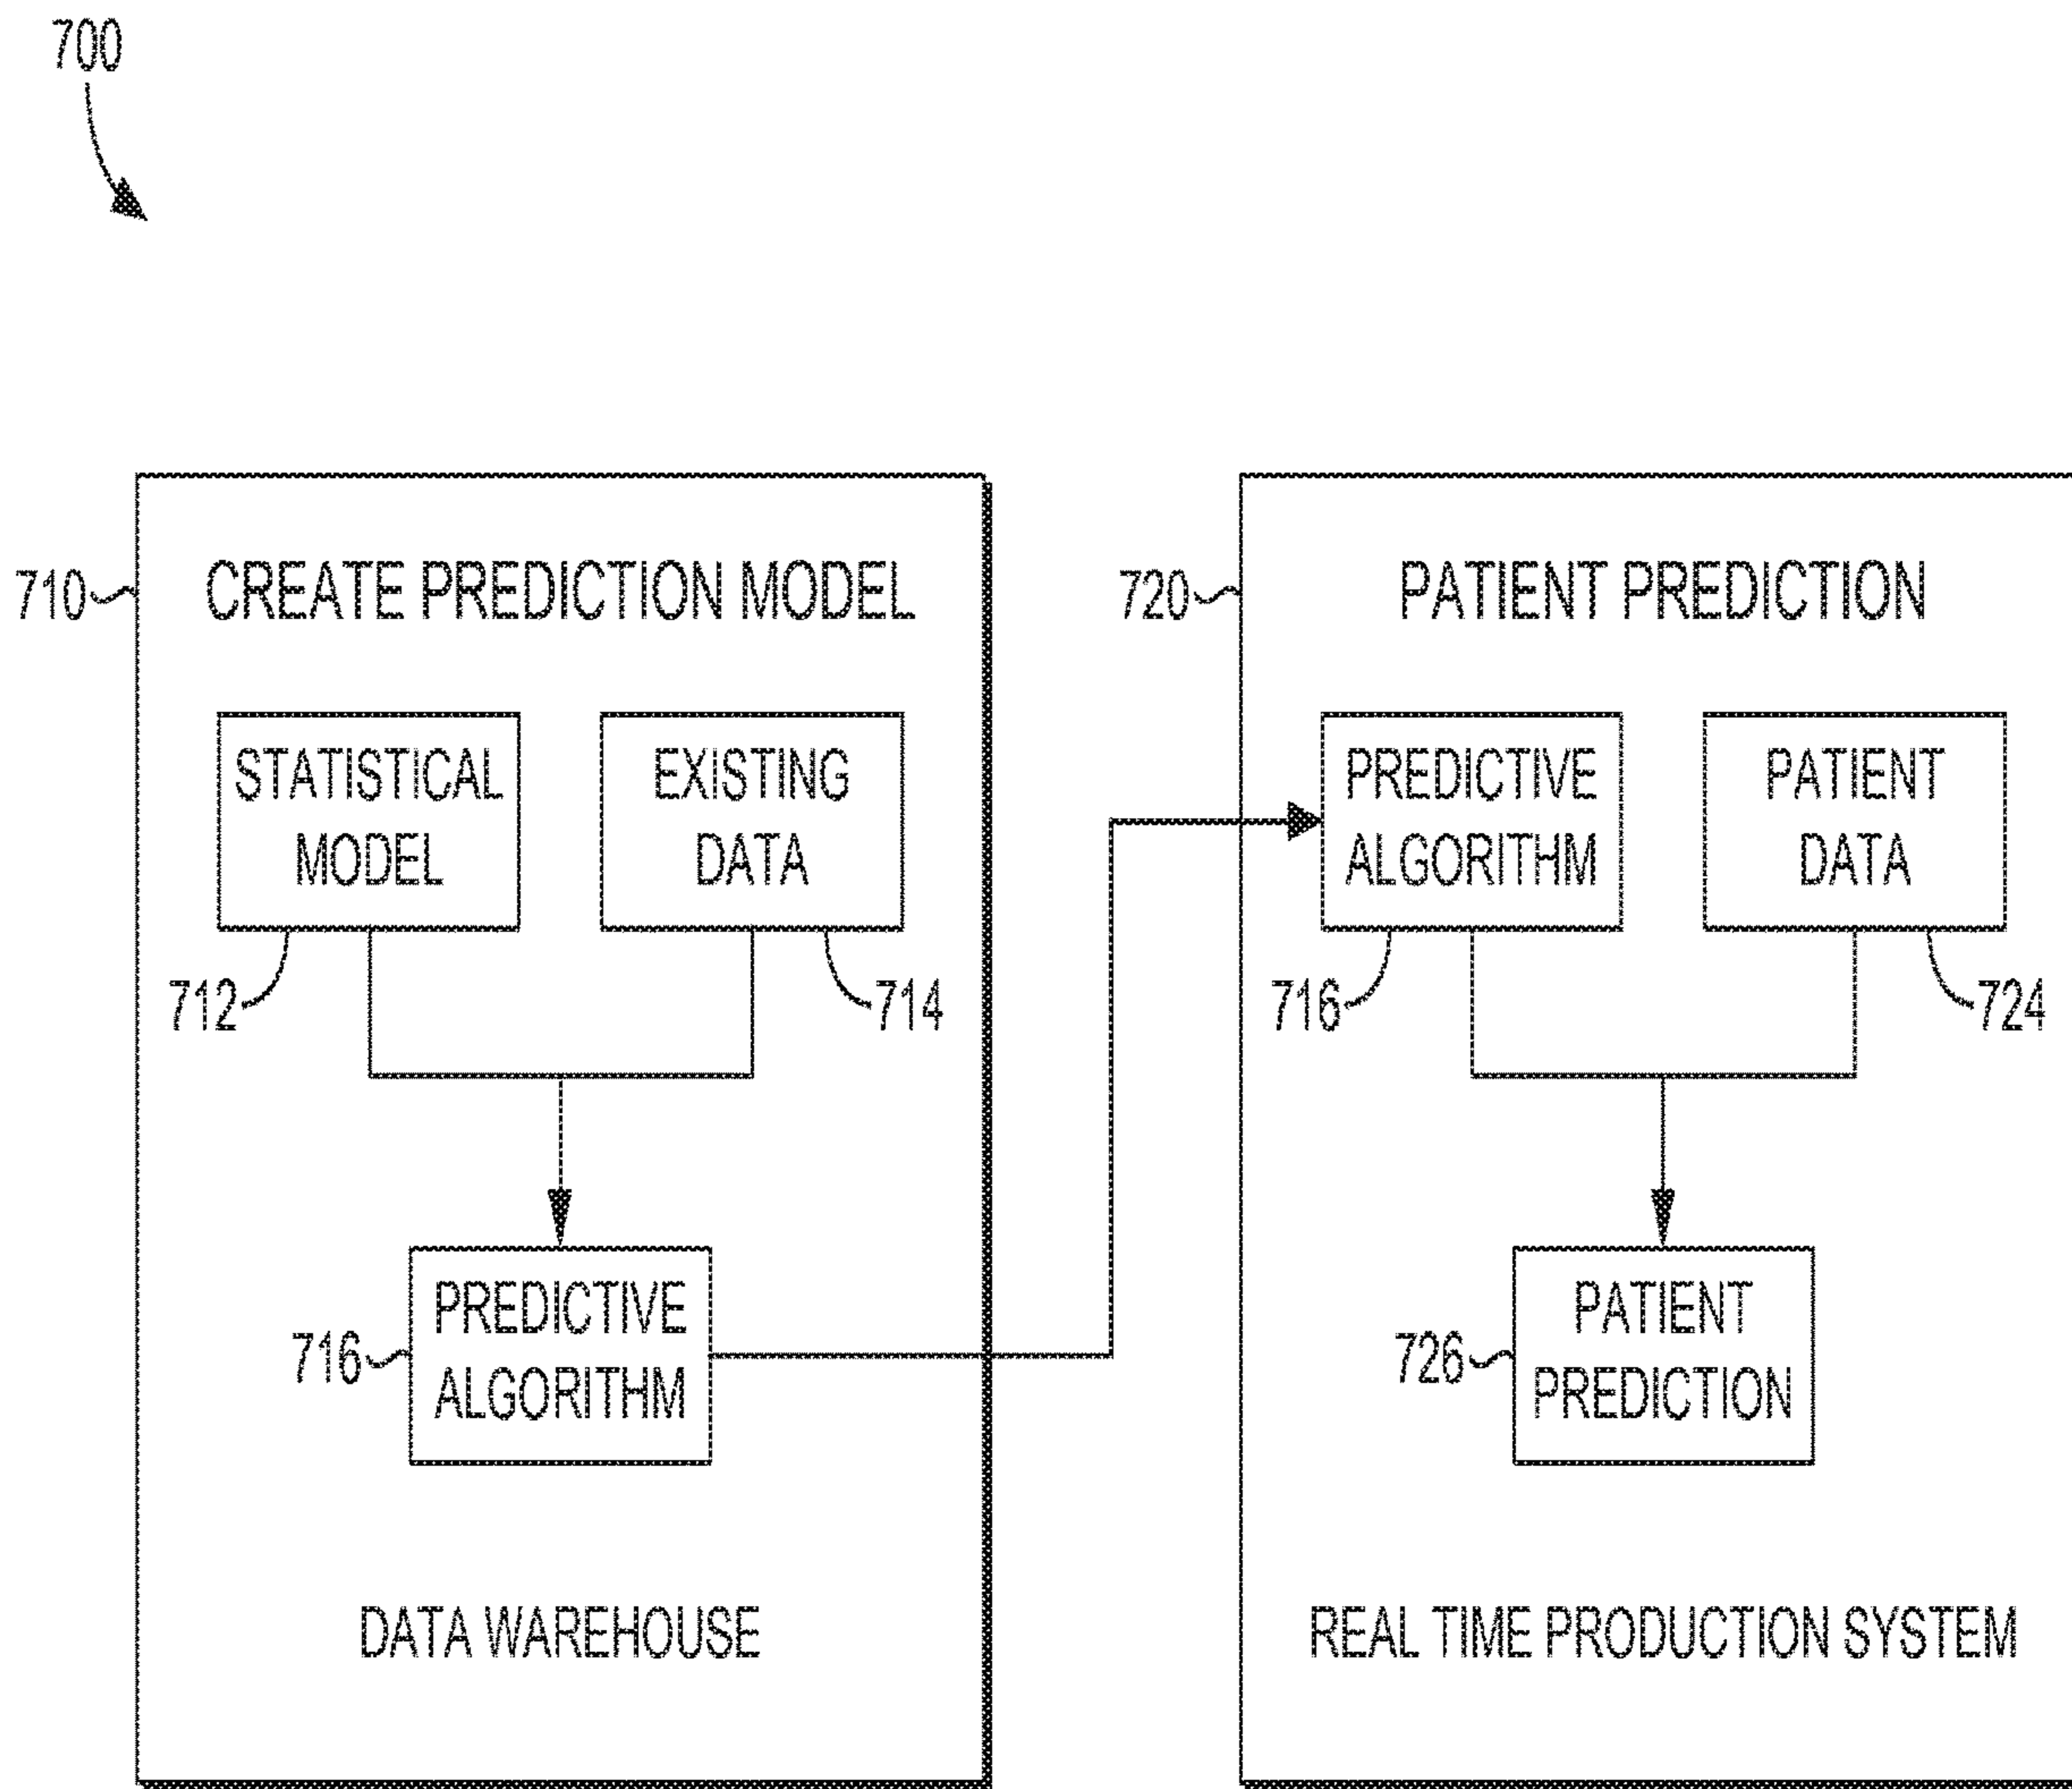 700
710
CREATE PREDICTION MODEL
STATISTICAL
MODEL
EXISTING
DATA
712
714
716
PREDICTIVE
ALGORITHM
DATA WAREHOUSE
720
PATIENT PREDICTION
PREDICTIVE
ALGORITHM
PATIENT
DATA
716
724
726
PATIENT
PREDICTION
REAL TIME PRODUCTION SYSTEM